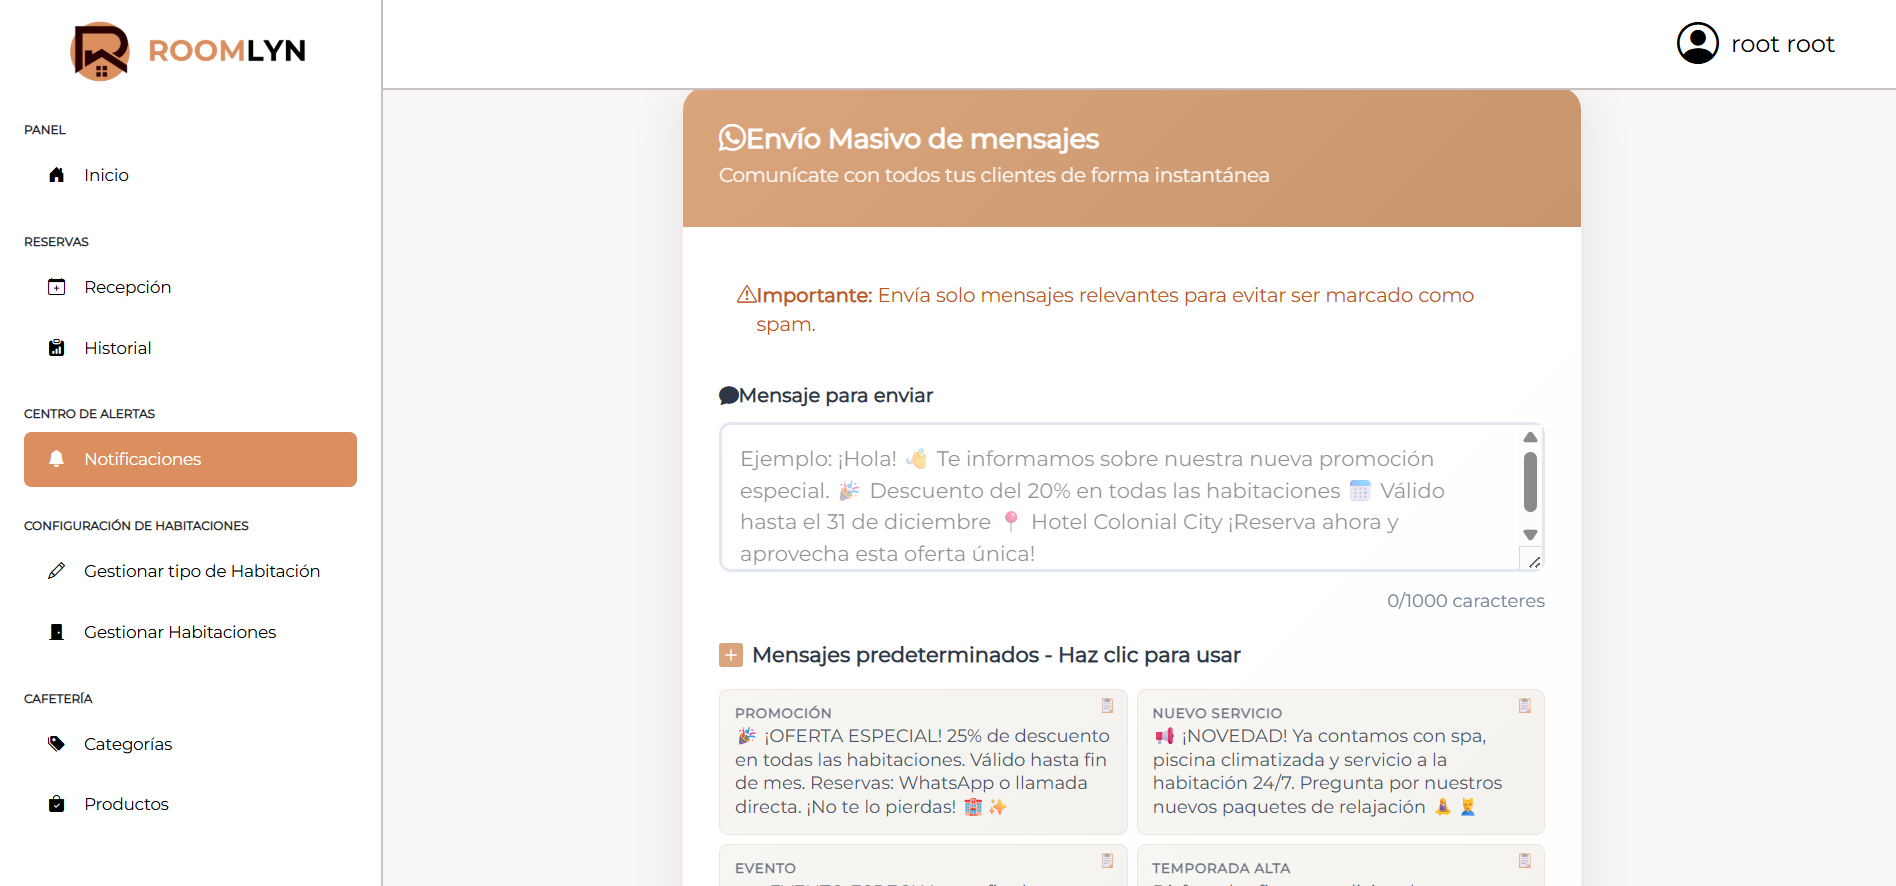 ROOMLYN
root root
PANEL
Inicio
RESERVAS
Recepción
Historial
CENTRO DE ALERTAS
Notificaciones
CONFIGURACIÓN DE HABITACIONES
Gestionar tipo de Habitación
Gestionar Habitaciones
CAFETERÍA
Categorías
Productos
Envío Masivo de mensajes
Comunícate con todos tus clientes de forma instantánea
Importante: Envía solo mensajes relevantes para evitar ser marcado como
spam.
Mensaje para enviar
Ejemplo: ¡Hola! 👋 Te informamos sobre nuestra nueva promoción
especial. 🎉 Descuento del 20% en todas las habitaciones 📅 Válido
hasta el 31 de diciembre 📍 Hotel Colonial City ¡Reserva ahora y
aprovecha esta oferta única!
0/1000 caracteres
Mensajes predeterminados - Haz clic para usar
PROMOCIÓN
🎉 ¡OFERTA ESPECIAL! 25% de descuento
en todas las habitaciones. Válido hasta fin
de mes. Reservas: WhatsApp o llamada
directa. ¡No te lo pierdas! 🏨✨
NUEVO SERVICIO
📢 ¡NOVEDAD! Ya contamos con spa,
piscina climatizada y servicio a la
habitación 24/7. Pregunta por nuestros
nuevos paquetes de relajación 🧘‍♀️ 💆‍♂️
EVENTO
TEMPORADA ALTA